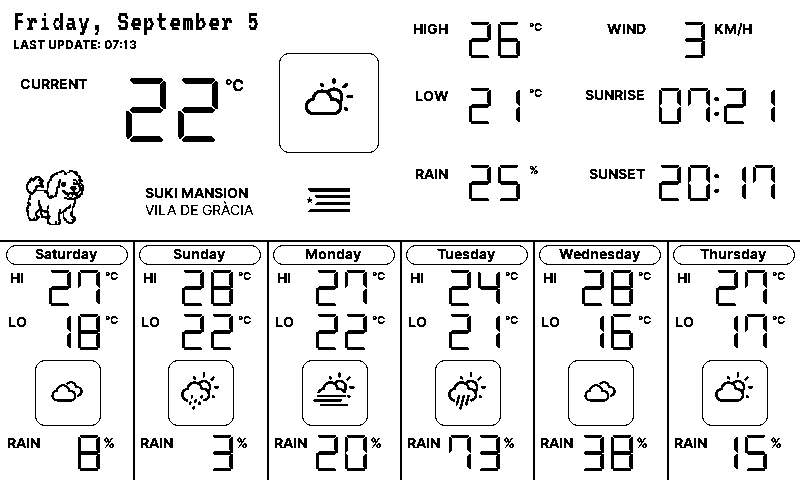 Friday, September 5
LAST UPDATE: 07:13
CURRENT 22 °C
HIGH 26 °C
WIND 3 KM/H
LOW 21 °C
SUNRISE 07:21
RAIN 25 %
SUNSET 20:17
SUKI MANSION
VILA DE GRÀCIA
Saturday
HI 27 °C
LO 18 °C
RAIN 8 %
Sunday
HI 28 °C
LO 22 °C
RAIN 3 %
Monday
HI 27 °C
LO 22 °C
RAIN 20 %
Tuesday
HI 24 °C
LO 21 °C
RAIN 73 %
Wednesday
HI 28 °C
LO 16 °C
RAIN 38 %
Thursday
HI 27 °C
LO 17 °C
RAIN 15 %